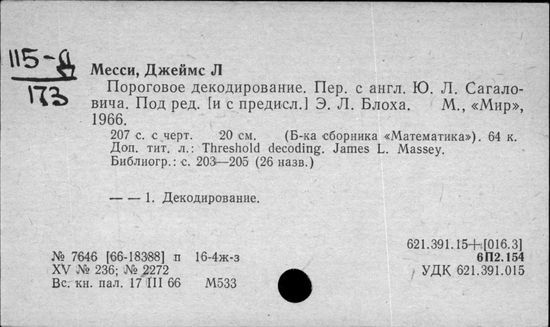 115-Д
173
Месси, Джеймс Л
Пороговое декодирование. Пер. с англ. Ю. Л. Сагало-
вича. Под ред. [и с предисл.] Э. Л. Блоха. М., «Мир»,
1966.
207 с. с черт. 20 см. (Б-ка сборника «Математика»). 64 к.
Доп. тит. л.: Threshold decoding. James L. Massey.
Библиогр.: с. 203—205 (26 назв.)
— — 1. Декодирование.
621.391.15+[016.3]
№ 7646 [66-18388] п 16-4ж-з
6П2.154
XV № 236; № 2272
УДК 621.391.015
Вс. кн. пал. 17 III 66 М533